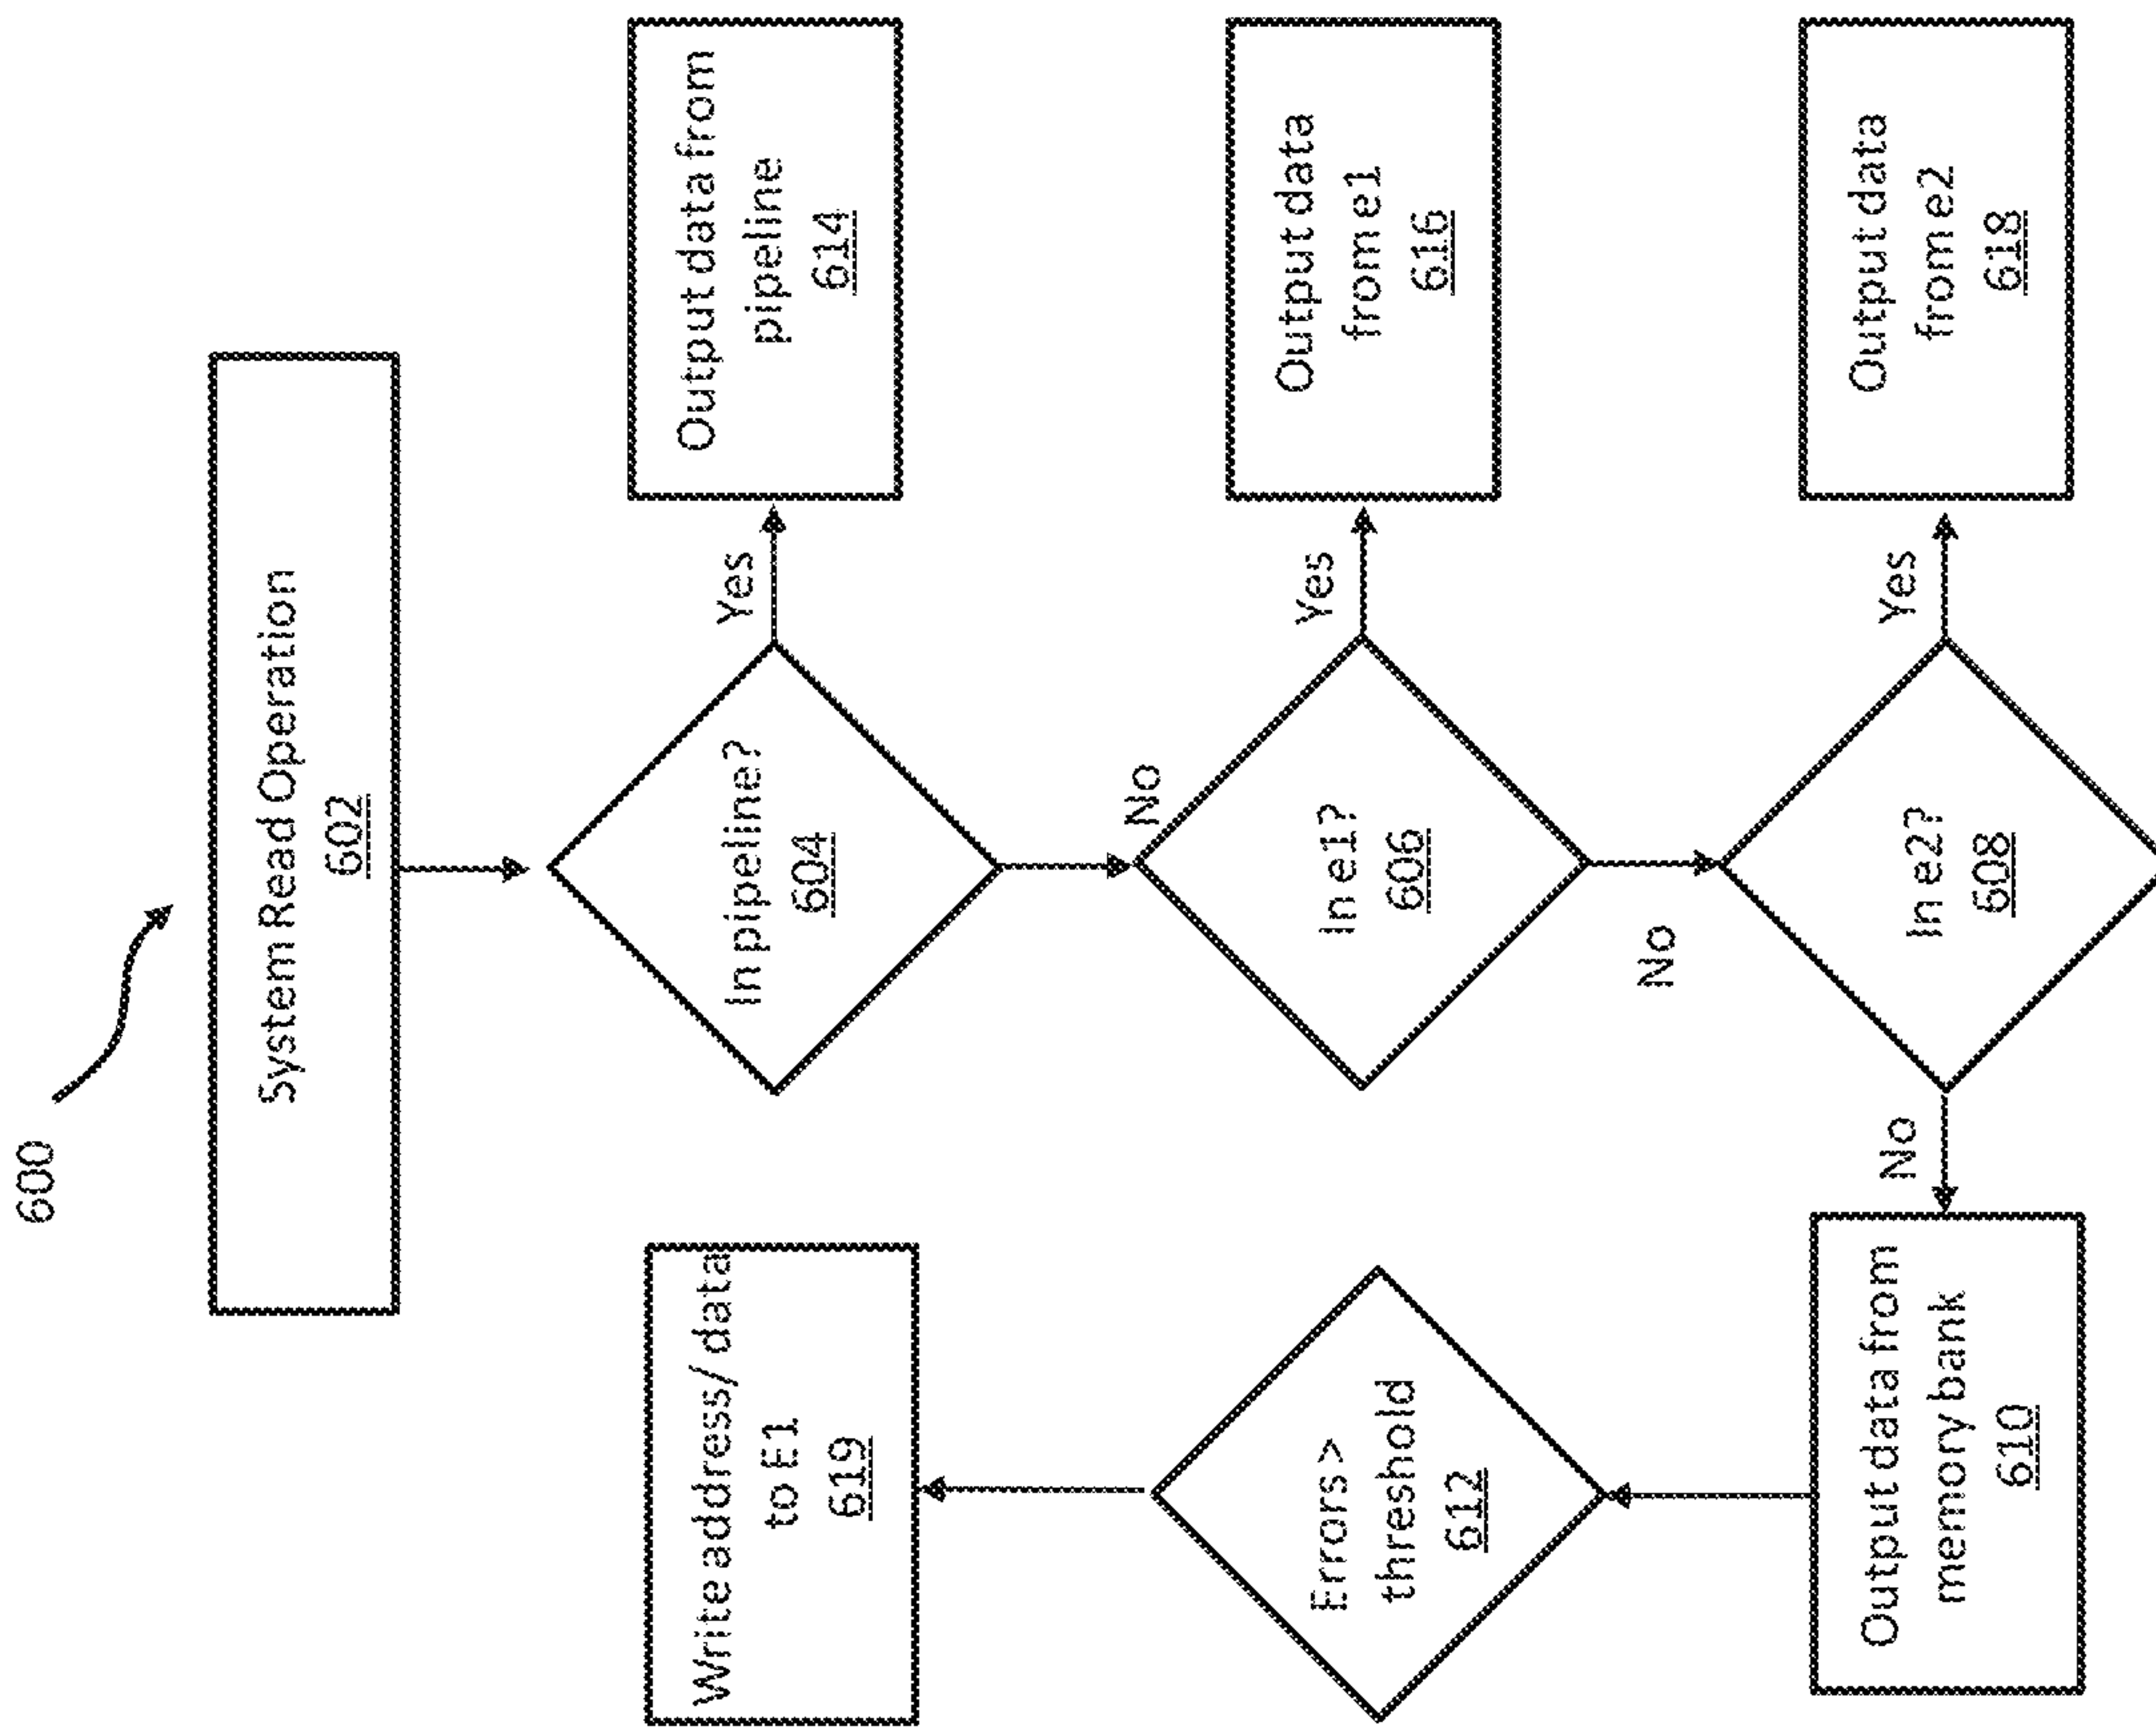 600
System Read Operation
602
In pipeline?
604
Yes
Output data from
pipeline
614
No
In e1?
606
Yes
Output data
from e1
616
No
In e2?
608
Yes
Output data
from e2
618
No
Output data from
memory bank
610
Errors >
threshold
612
Write address/ data
to E1
619